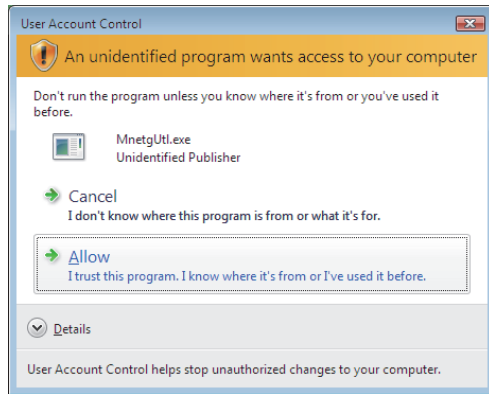 User Account Control
An unidentified program wants access to your computer
Don't run the program unless you know where it's from or you've used it
before.
MnetgUtl.exe
Unidentified Publisher
Cancel
I don't know where this program is from or what it's for.
Allow
I trust this program. I know where it's from or I've used it before.
Details
User Account Control helps stop unauthorized changes to your computer.